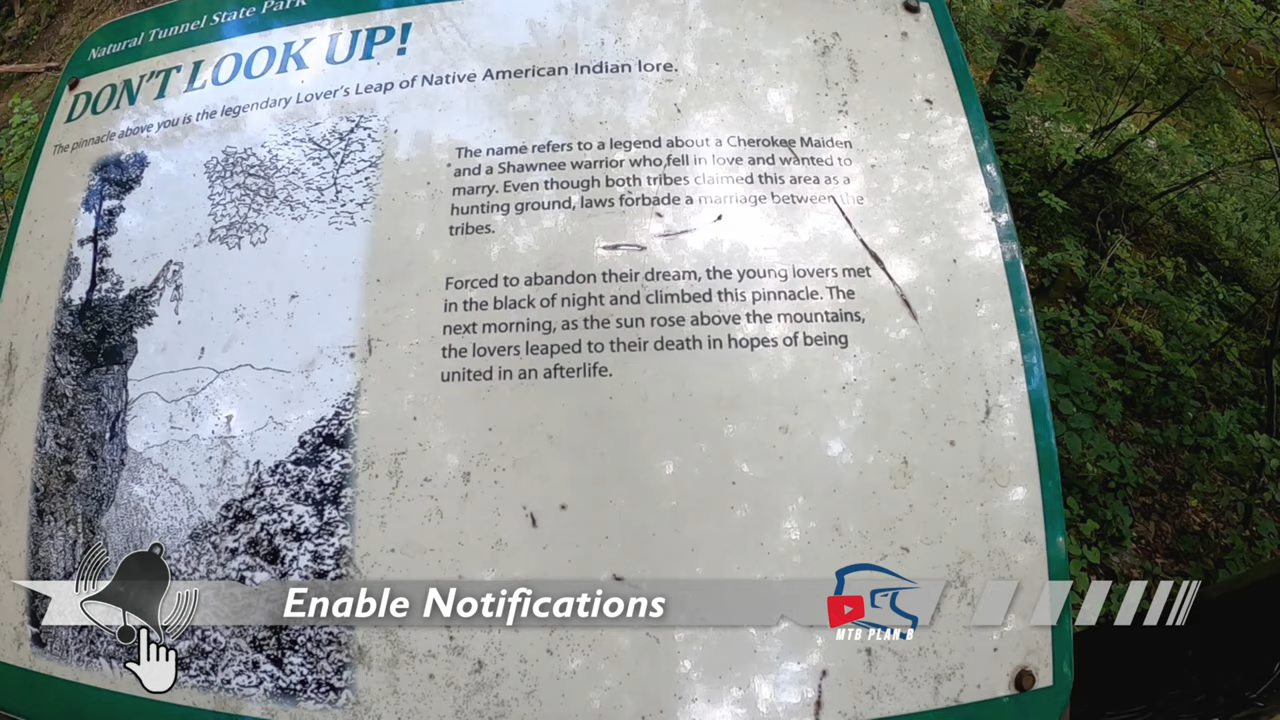 Natural Tunnel State Park
DON'T LOOK UP!
The pinnacle above you is the legendary Lover's Leap of Native American Indian lore.
The name refers to a legend about a Cherokee Maiden
and a Shawnee warrior who fell in love and wanted to
marry. Even though both tribes claimed this area as a
hunting ground, laws forbade a marriage between the
tribes.
Forced to abandon their dream, the young lovers met
in the black of night and climbed this pinnacle. The
next morning, as the sun rose above the mountains,
the lovers leaped to their death in hopes of being
united in an afterlife.
Enable Notifications
MTB PLAN B